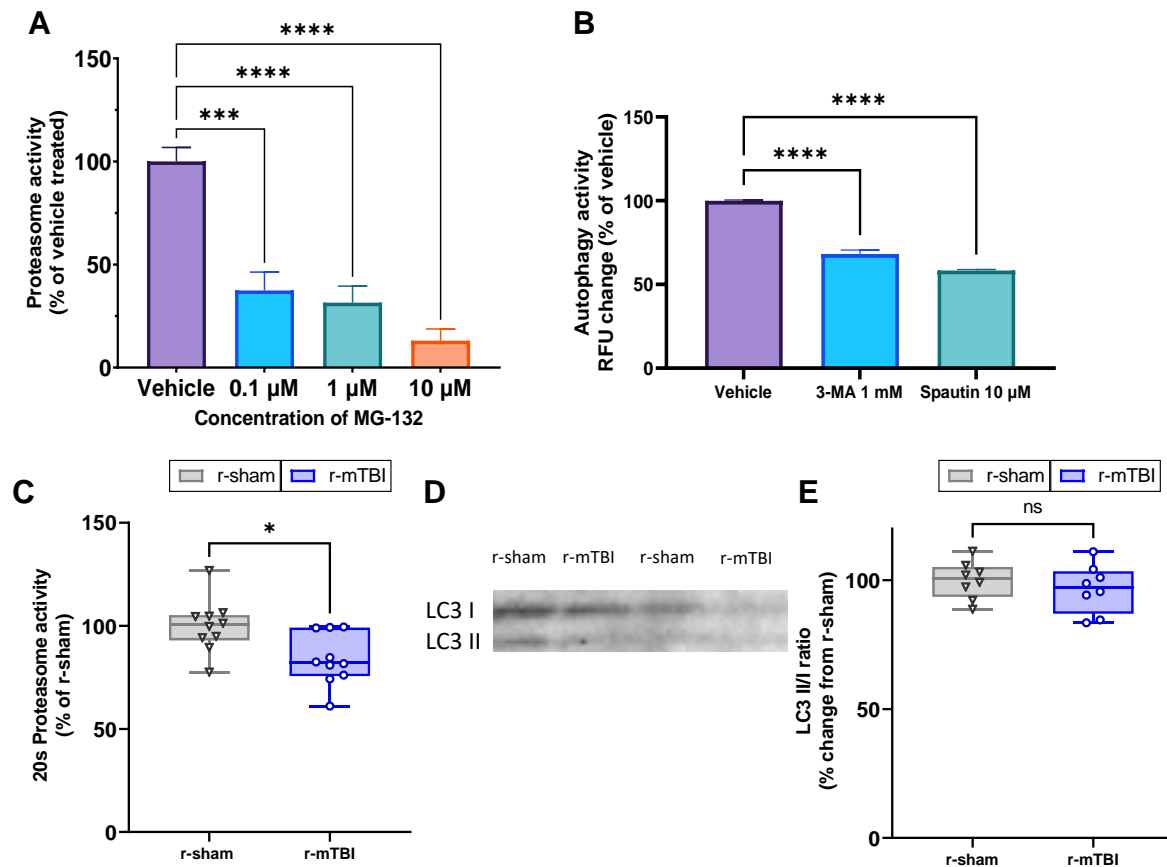 A
Proteasome activity
(% of vehicle treated)
150
100
50
0
****
****
***
Vehicle 0.1 µM 1 µM 10 µM
Concentration of MG-132
B
Autophagy activity
RFU change (% of vehicle)
150
100
50
0
****
****
Vehicle 3-MA 1 mM Spautin 10 µM
C
r-sham r-mTBI
20s Proteasome activity
(% of r-sham)
150
100
50
0
*
r-sham r-mTBI
D
r-sham r-mTBI r-sham r-mTBI
LC3 I
LC3 II
E
r-sham r-mTBI
LC3 II/I ratio
(% change from r-sham)
100
50
0
ns
r-sham r-mTBI